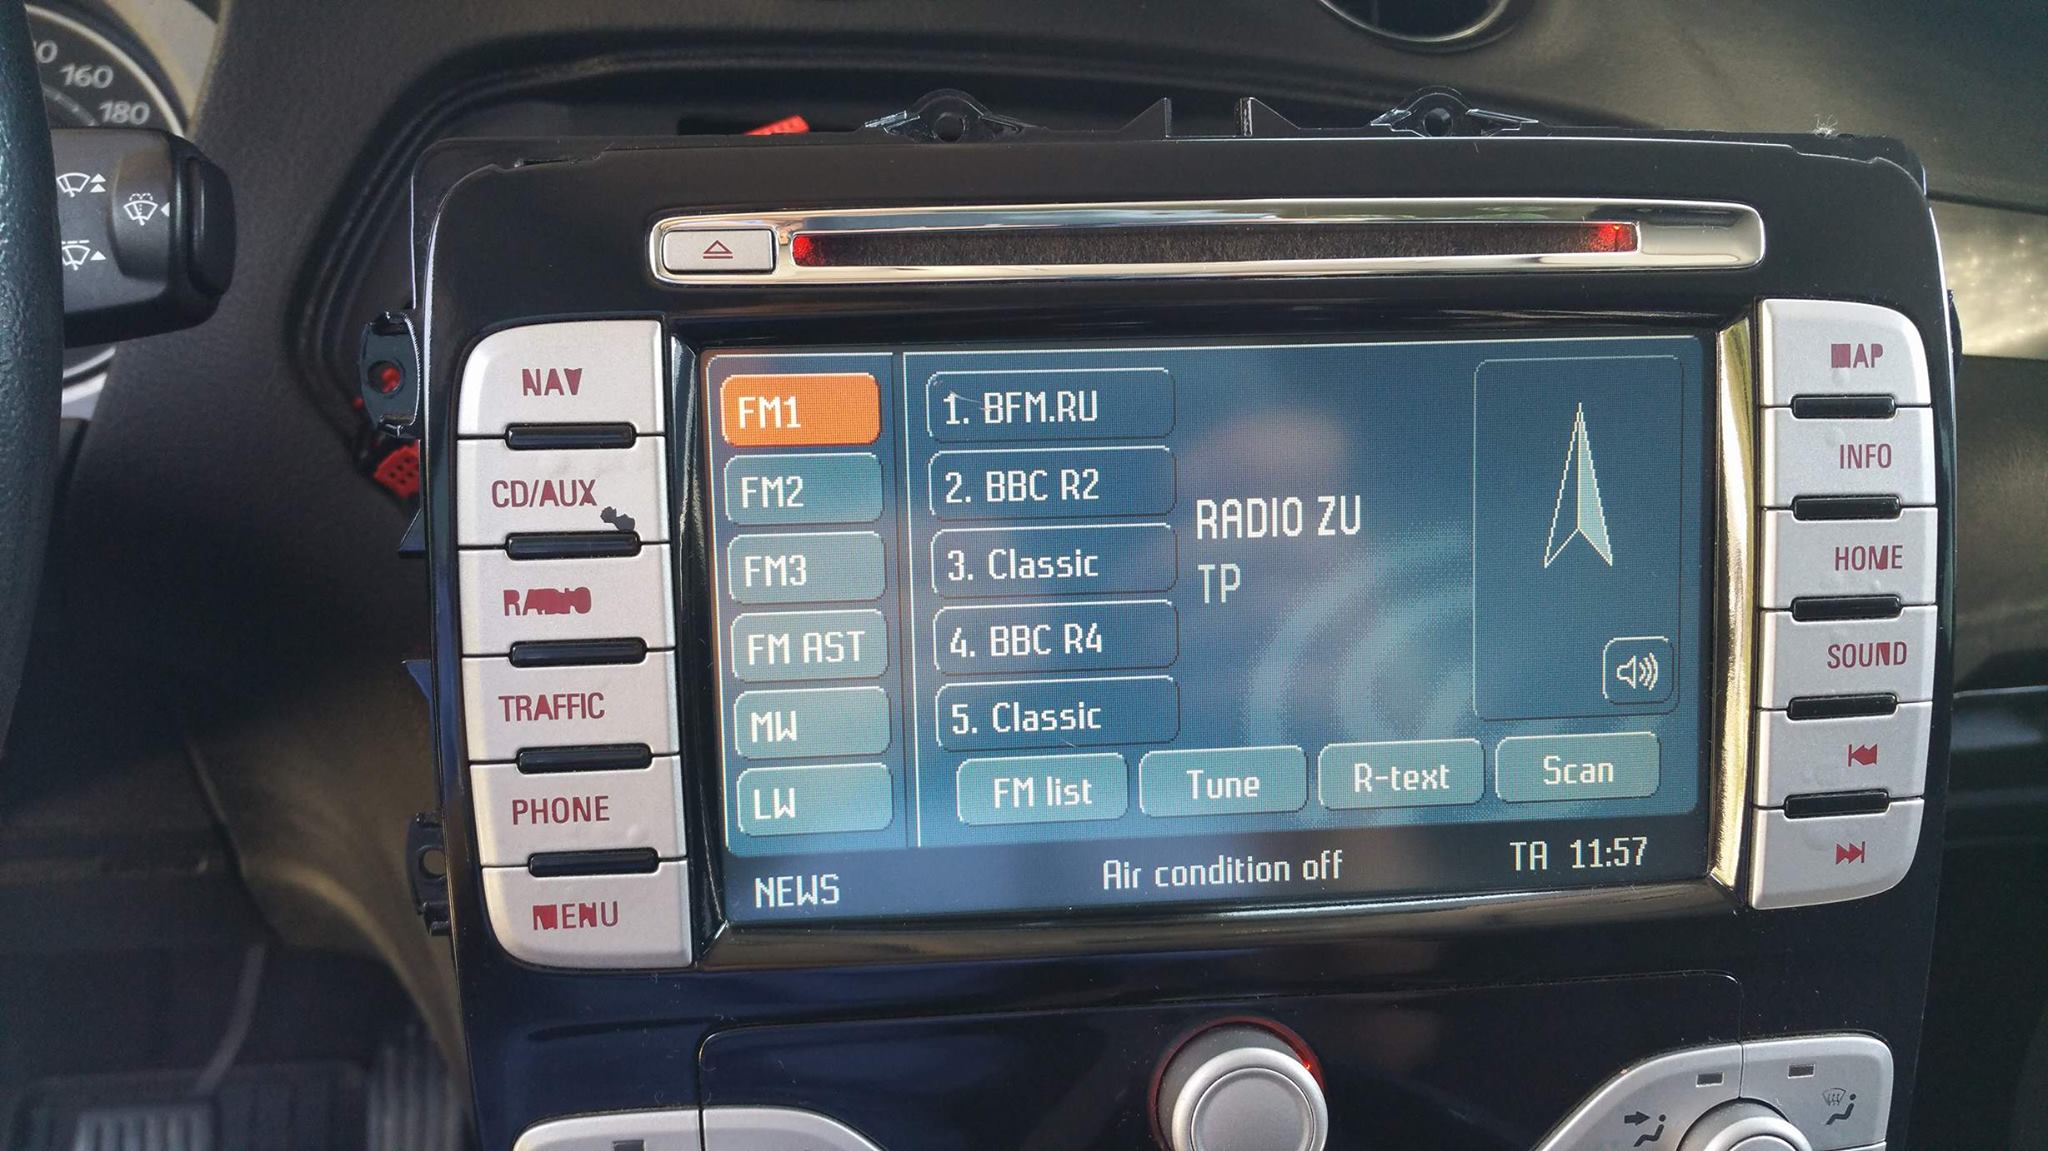 160
180
NAV
CD/AUX
RADIO
TRAFFIC
PHONE
MENU
FM1
FM2
FM3
FM AST
MW
LW
1. BFM.RU
2. BBC R2
3. Classic
4. BBC R4
5. Classic
RADIO ZU
TP
FM list
Tune
R-text
Scan
NEWS
Air condition off
TA 11:57
MAP
INFO
HOME
SOUND